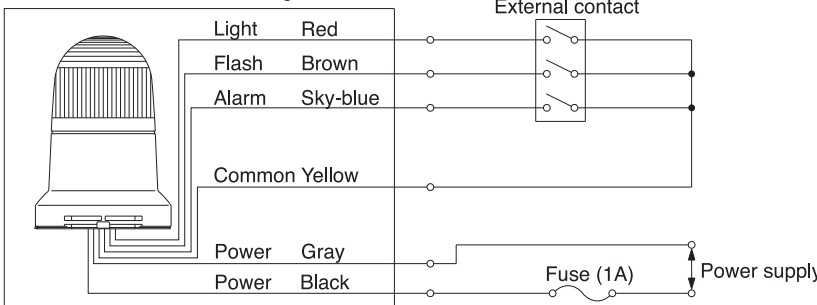 External contact
Light Red
Flash Brown
Alarm Sky-blue
Common Yellow
Power Gray
Power Black
Fuse (1A)
Power supply